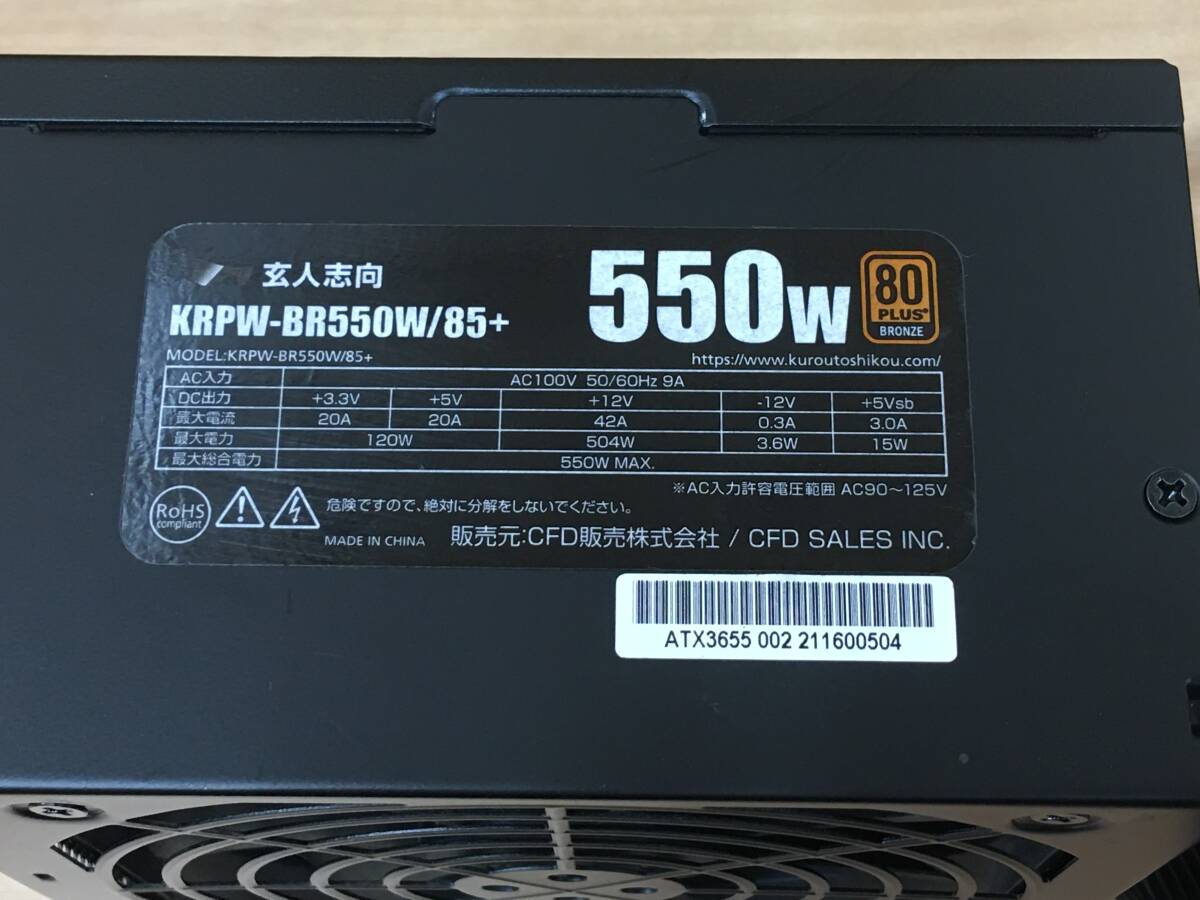 玄人志向
KRPW-BR550W/85+
550W
80
PLUS
BRONZE
MODEL:KRPW-BR550W/85+
https://www.kuroutoshikou.com/
AC入力 AC100V 50/60Hz 9A
DC出力 +3.3V +5V +12V -12V +5Vsb
最大電流 20A 20A 42A 0.3A 3.0A
最大電力 120W 504W 3.6W 15W
最大総合電力 550W MAX.
※AC入力許容電圧範囲 AC90～125V
RoHS
compliant
危険ですので、絶対に分解をしないでください。
MADE IN CHINA
販売元:CFD販売株式会社 / CFD SALES INC.
ATX3655 002 211600504